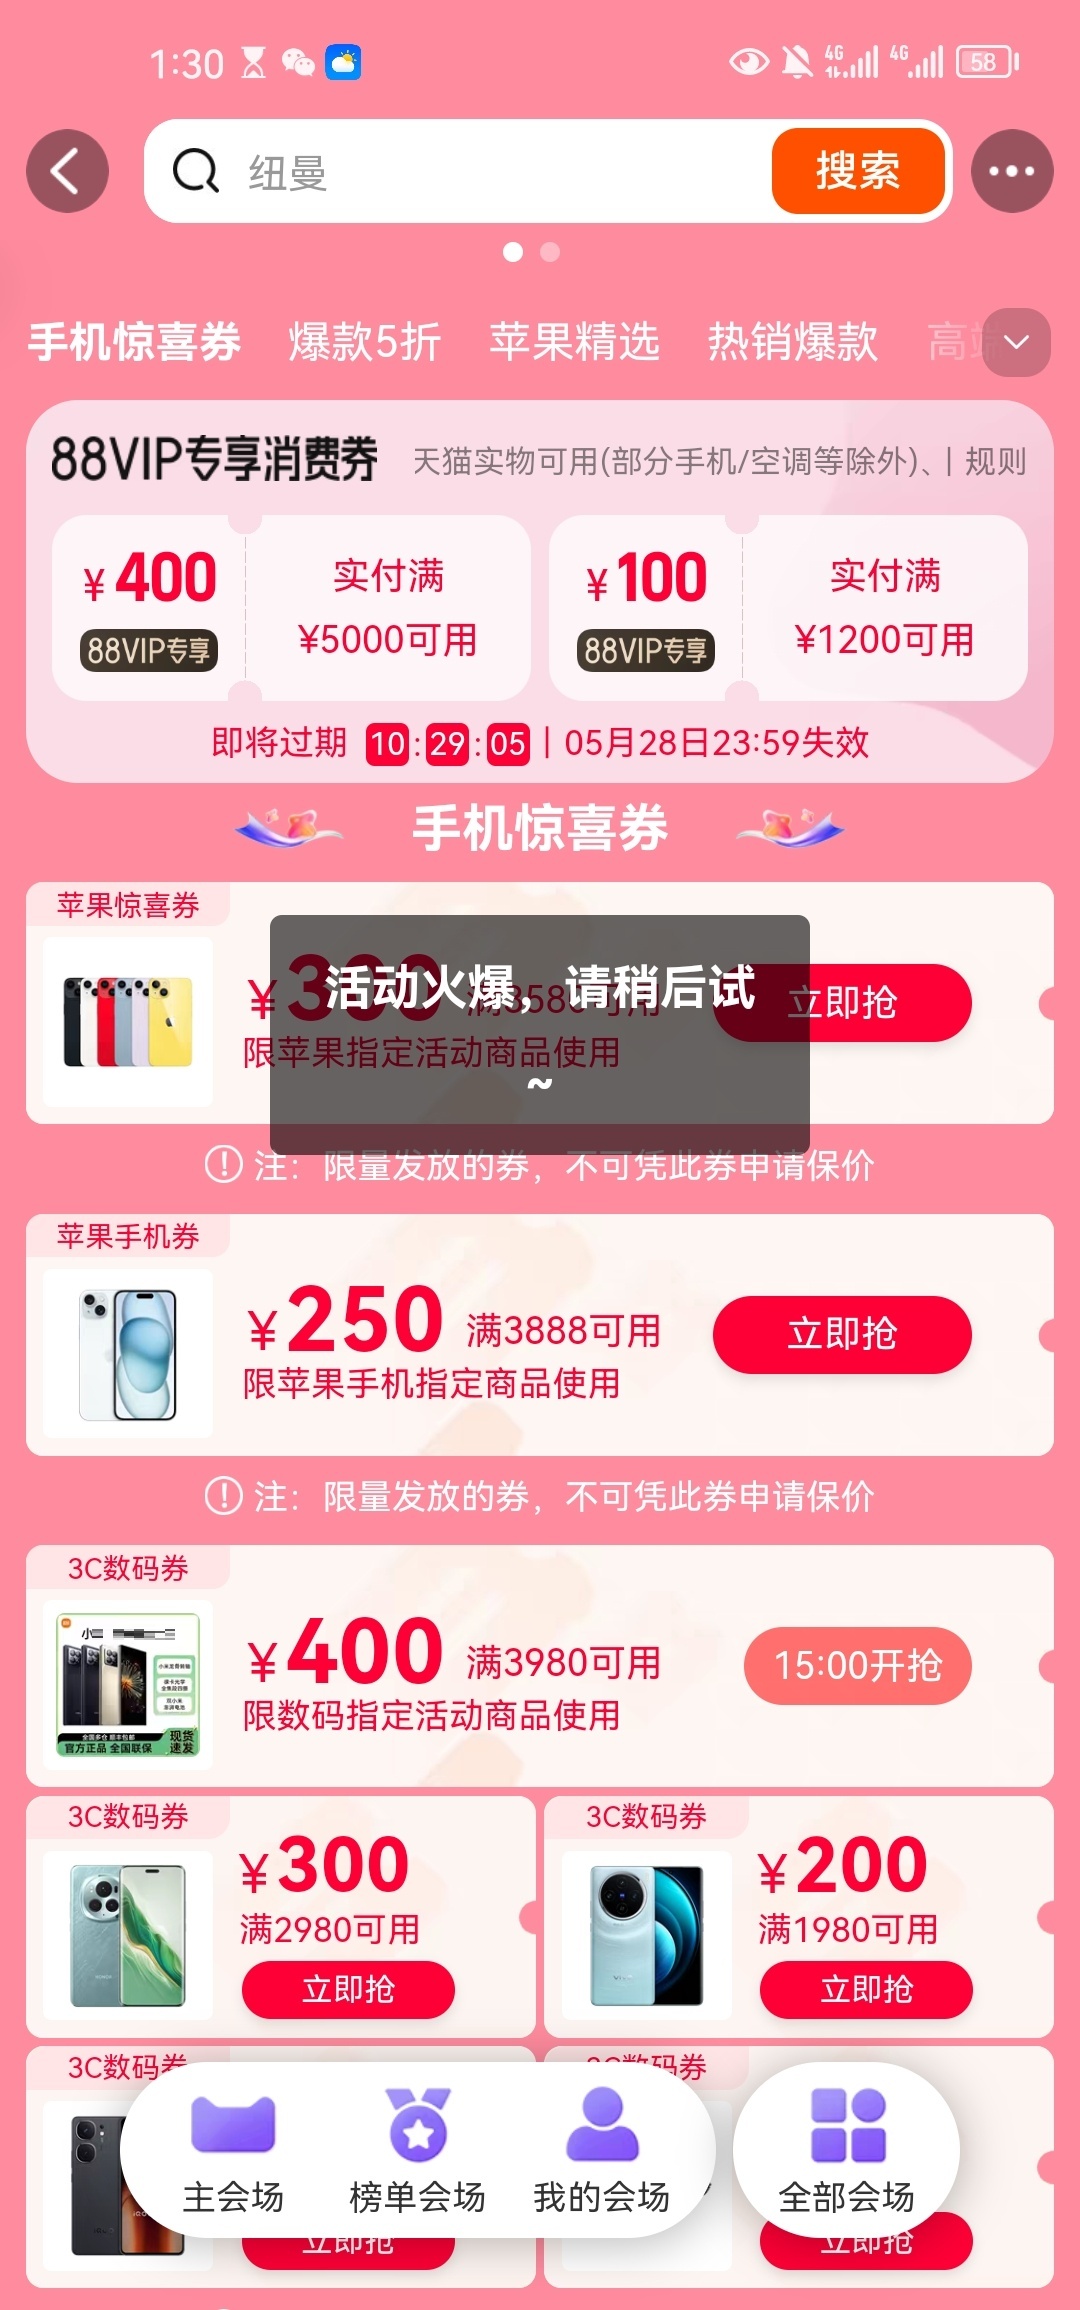 1:30
4G
4G
58
纽曼
搜索
手机惊喜券
爆款5折
苹果精选
热销爆款
高端
88VIP专享消费券
天猫实物可用(部分手机/空调等除外)、| 规则
¥400
88VIP专享
实付满
¥5000可用
¥100
88VIP专享
实付满
¥1200可用
即将过期 10:29:05 | 05月28日23:59失效
手机惊喜券
苹果惊喜券
活动火爆，请稍后试
~
限苹果指定活动商品使用
立即抢
注：限量发放的券，不可凭此券申请保价
苹果手机券
¥250 满3888可用
限苹果手机指定商品使用
立即抢
注：限量发放的券，不可凭此券申请保价
3C数码券
现货
速发
官方正品 全国联保
¥400 满3980可用
限数码指定活动商品使用
15:00开抢
3C数码券
¥300
满2980可用
立即抢
3C数码券
¥200
满1980可用
立即抢
3C数码券
3C数码券
主会场
榜单会场
我的会场
全部会场
立即抢
立即抢